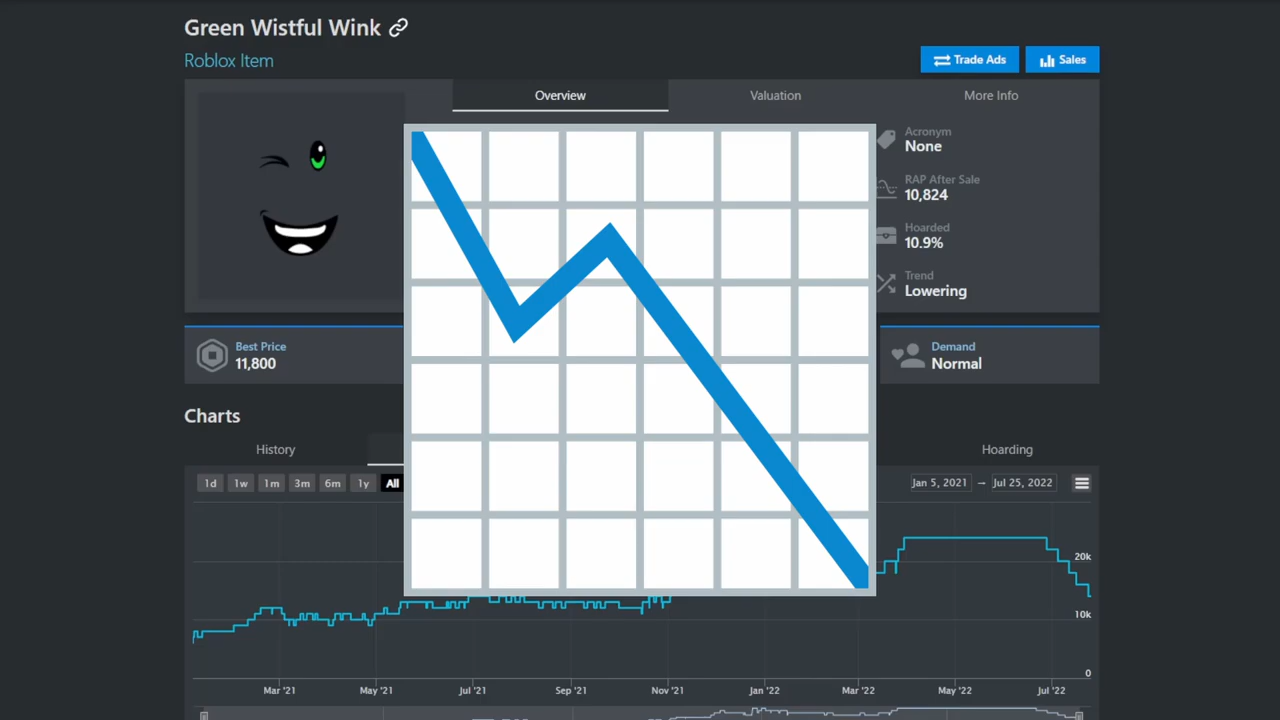 Green Wistful Wink
Roblox Item
Trade Ads
Sales
Overview
Valuation
More Info
Acronym
None
RAP After Sale
10,824
Hoarded
10.9%
Trend
Lowering
Best Price
11,800
Demand
Normal
Charts
History
Hoarding
1d 1w 1m 3m 6m 1y All
Jan 5, 2021 → Jul 25, 2022
20k
10k
0
Mar '21 May '21 Jul '21 Sep '21 Nov '21 Jan '22 Mar '22 May '22 Jul '22